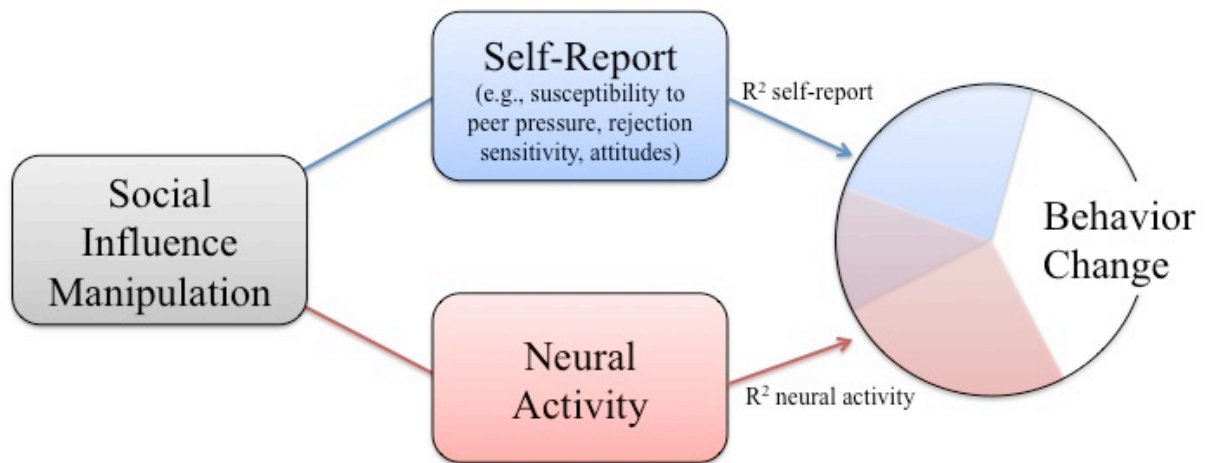 Social
Influence
Manipulation
Self-Report
(e.g., susceptibility to
peer pressure, rejection
sensitivity, attitudes)
R² self-report
Neural
Activity
R² neural activity
Behavior
Change